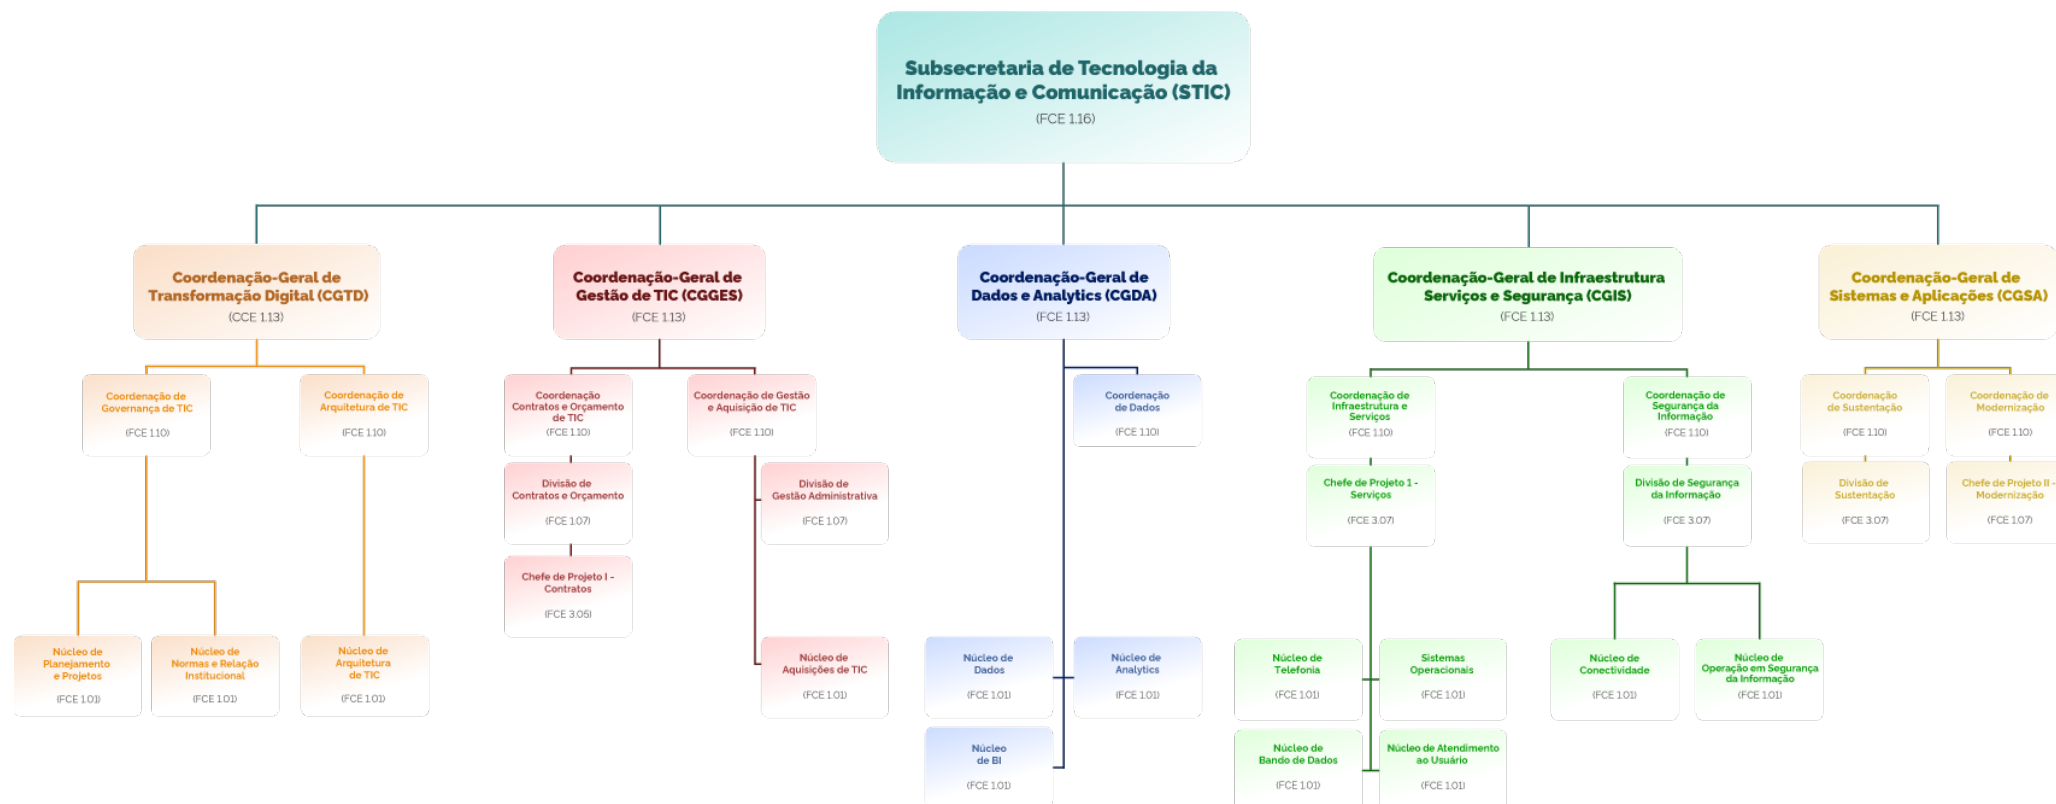 Subsecretaria de Tecnologia da
Informação e Comunicação (STIC)
(FCE 1.16)
Coordenação-Geral de
Transformação Digital (CGTD)
(CCE 1.13)
Coordenação-Geral de
Gestão de TIC (CGGES)
(FCE 1.13)
Coordenação-Geral de
Dados e Analytics (CGDA)
(FCE 1.13)
Coordenação-Geral de Infraestrutura
Serviços e Segurança (CGIS)
(FCE 1.13)
Coordenação-Geral de
Sistemas e Aplicações (CGSA)
(FCE 1.13)
Coordenação de
Governança de TIC
(FCE 1.10)
Coordenação de
Arquitetura de TIC
(FCE 1.10)
Coordenação
Contratos e Orçamento
de TIC
(FCE 1.10)
Coordenação de Gestão
e Aquisição de TIC
(FCE 1.10)
Coordenação
de Dados
(FCE 1.10)
Coordenação de
Infraestrutura e
Serviços
(FCE 1.10)
Coordenação de
Segurança da
Informação
(FCE 1.10)
Coordenação
de Sustentação
(FCE 1.10)
Coordenação de
Modernização
(FCE 1.10)
Divisão de
Contratos e Orçamento
(FCE 1.07)
Divisão de
Gestão Administrativa
(FCE 1.07)
Chefe de Projeto 1 -
Serviços
(FCE 3.07)
Divisão de Segurança
da Informação
(FCE 3.07)
Divisão de
Sustentação
(FCE 3.07)
Chefe de Projeto II -
Modernização
(FCE 1.07)
Chefe de Projeto I -
Contratos
(FCE 3.05)
Núcleo de
Planejamento
e Projetos
(FCE 1.01)
Núcleo de
Normas e Relação
Institucional
(FCE 1.01)
Núcleo de
Arquitetura
de TIC
(FCE 1.01)
Núcleo de
Aquisições de TIC
(FCE 1.01)
Núcleo de
Dados
(FCE 1.01)
Núcleo de
Analytics
(FCE 1.01)
Núcleo de
Telefonia
(FCE 1.01)
Sistemas
Operacionais
(FCE 1.01)
Núcleo de
Conectividade
(FCE 1.01)
Núcleo de
Operação em Segurança
da Informação
(FCE 1.01)
Núcleo
de BI
(FCE 1.01)
Núcleo de
Bando de Dados
(FCE 1.01)
Núcleo de Atendimento
ao Usuário
(FCE 1.01)